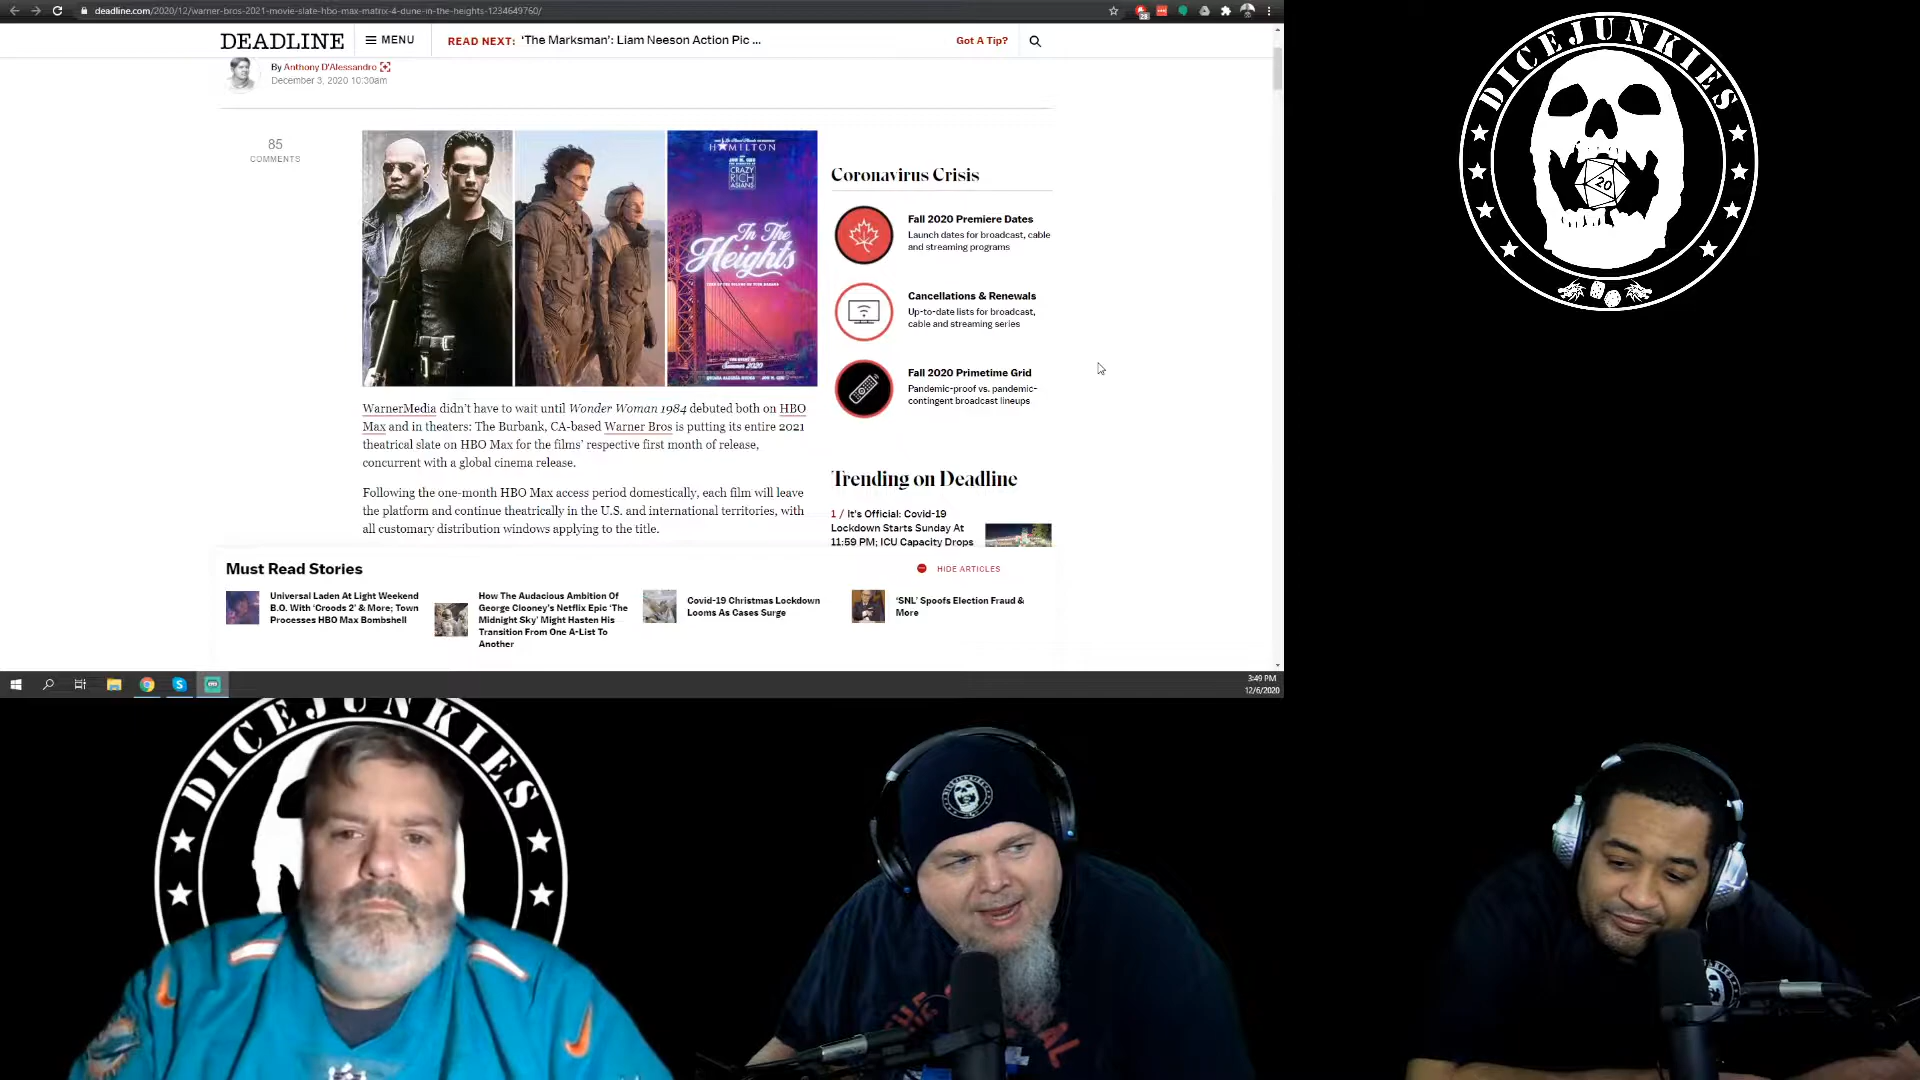 deadline.com/2020/12/warner-bros-2021-movie-slate-hbo-max-matrix-4-dune-in-the-heights-1234649760/
28
DEADLINE
MENU
READ NEXT: ‘The Marksman’: Liam Neeson Action Pic ...
Got A Tip?
By Anthony D'Alessandro
December 3, 2020 10:30am
85
COMMENTS
HAMILTON
CRAZY
RICH
ASIANS
In The
Heights
Summer 2020
WarnerMedia didn’t have to wait until Wonder Woman 1984 debuted both on HBO
Max and in theaters: The Burbank, CA-based Warner Bros is putting its entire 2021
theatrical slate on HBO Max for the films’ respective first month of release,
concurrent with a global cinema release.
Following the one-month HBO Max access period domestically, each film will leave
the platform and continue theatrically in the U.S. and international territories, with
all customary distribution windows applying to the title.
Coronavirus Crisis
Fall 2020 Premiere Dates
Launch dates for broadcast, cable
and streaming programs
Cancellations & Renewals
Up-to-date lists for broadcast,
cable and streaming series
Fall 2020 Primetime Grid
Pandemic-proof vs. pandemic-
contingent broadcast lineups
Trending on Deadline
1 / It's Official: Covid-19
Lockdown Starts Sunday At
11:59 PM; ICU Capacity Drops
Must Read Stories
HIDE ARTICLES
Universal Laden At Light Weekend
B.O. With ‘Croods 2’ & More; Town
Processes HBO Max Bombshell
How The Audacious Ambition Of
George Clooney's Netflix Epic ‘The
Midnight Sky’ Might Hasten His
Transition From One A-List To
Another
Covid-19 Christmas Lockdown
Looms As Cases Surge
‘SNL’ Spoofs Election Fraud &
More
3:49 PM
12/6/2020
DICEJUNKIES
20
DICEJUNKIES